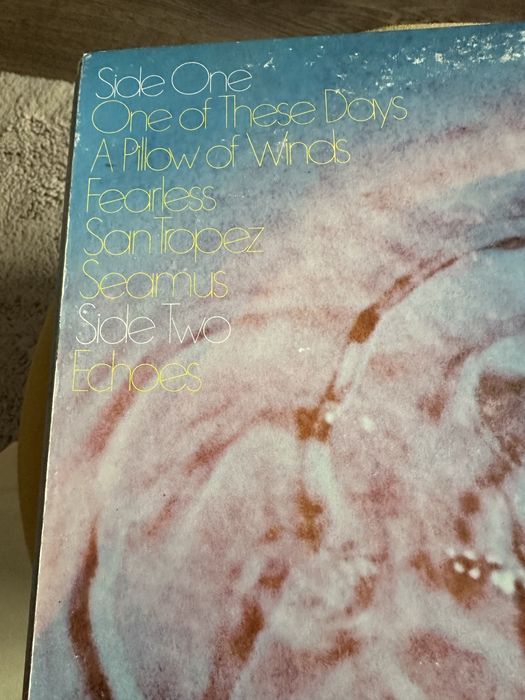 Side One
One of These Days
A Pillow of Winds
Fearless
San Tropez
Seamus
Side Two
Echoes